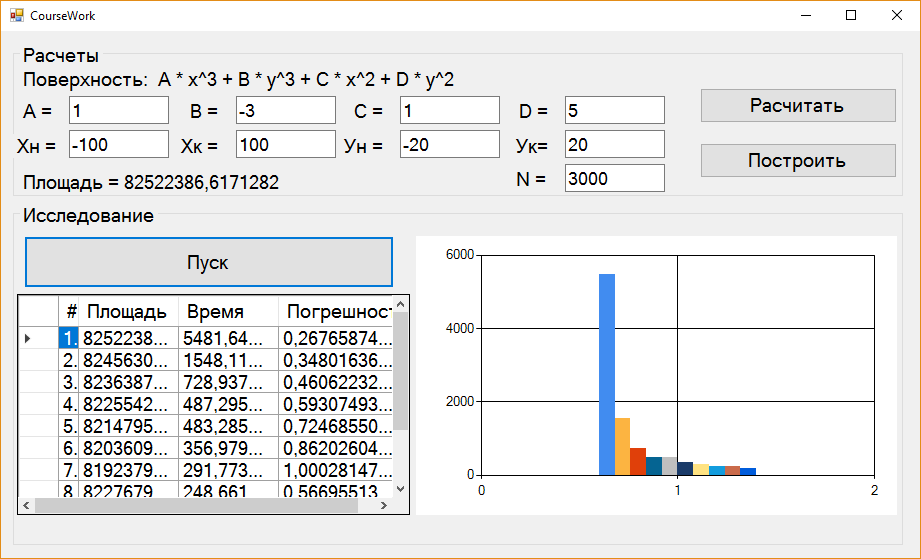 CourseWork
Расчеты
Поверхность: A * x^3 + B * y^3 + C * x^2 + D * y^2
A = 1 B = -3 C = 1 D = 5 Расчитать
Хн = -100 Хк = 100 Ун = -20 Ук= 20 Построить
Площадь = 82522386,6171282 N = 3000
Исследование
Пуск
# Площадь Время Погрешност
1. 8252238... 5481,64... 0,26765874...
2. 8245630... 1548,11... 0,34801636...
3. 8236387... 728,937... 0,46062232...
4. 8225542... 487,295... 0,59307493...
5. 8214795... 483,285... 0,72468550...
6. 8203609... 356,979... 0,86202604...
7. 8192379... 291,773... 1,00028147...
8. 8227679... 248,661... 0,56695513...
6000
4000
2000
0
0 1 2